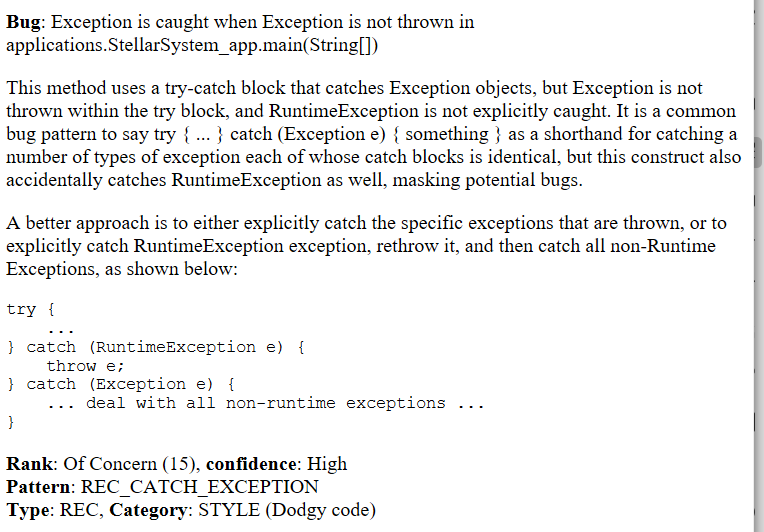 Bug: Exception is caught when Exception is not thrown in
applications.StellarSystem_app.main(String[])
This method uses a try-catch block that catches Exception objects, but Exception is not
thrown within the try block, and RuntimeException is not explicitly caught. It is a common
bug pattern to say try { ... } catch (Exception e) { something } as a shorthand for catching a
number of types of exception each of whose catch blocks is identical, but this construct also
accidentally catches RuntimeException as well, masking potential bugs.
A better approach is to either explicitly catch the specific exceptions that are thrown, or to
explicitly catch RuntimeException exception, rethrow it, and then catch all non-Runtime
Exceptions, as shown below:
try {
    ...
} catch (RuntimeException e) {
    throw e;
} catch (Exception e) {
    ... deal with all non-runtime exceptions ...
}
Rank: Of Concern (15), confidence: High
Pattern: REC_CATCH_EXCEPTION
Type: REC, Category: STYLE (Dodgy code)